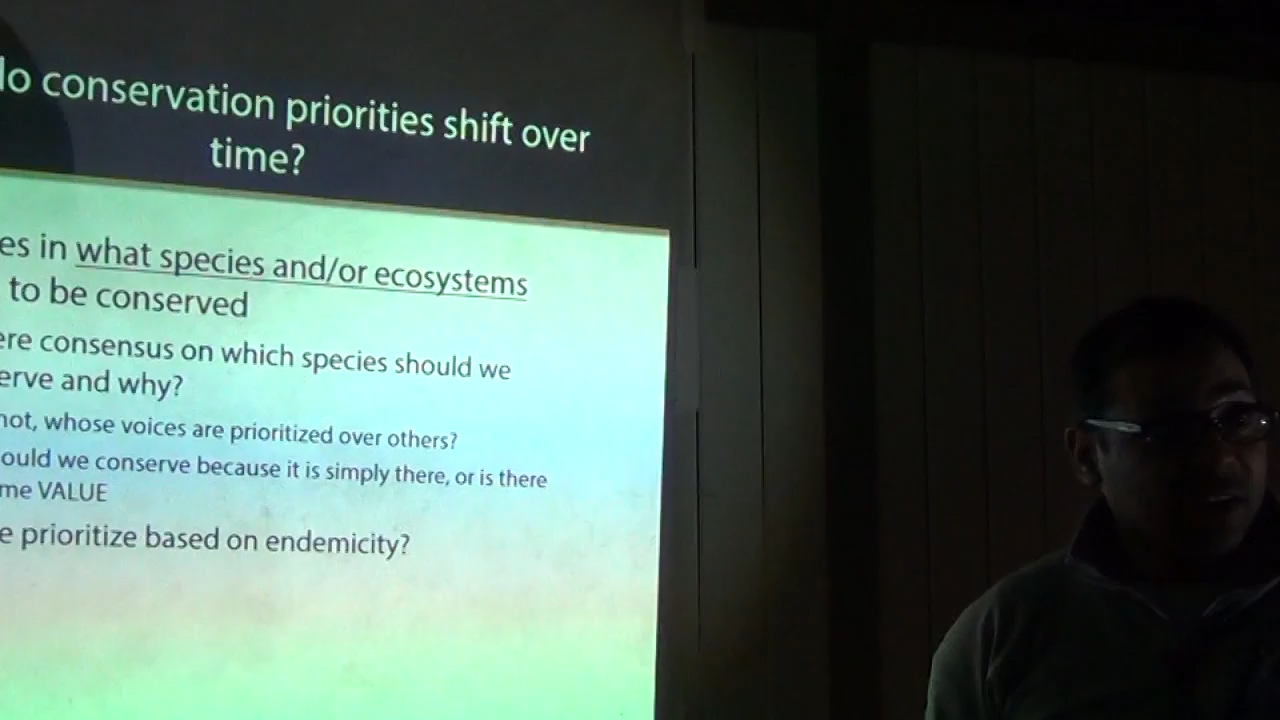 lo conservation priorities shift over
time?
es in what species and/or ecosystems
to be conserved
ere consensus on which species should we
erve and why?
not, whose voices are prioritized over others?
ould we conserve because it is simply there, or is there
me VALUE
e prioritize based on endemicity?